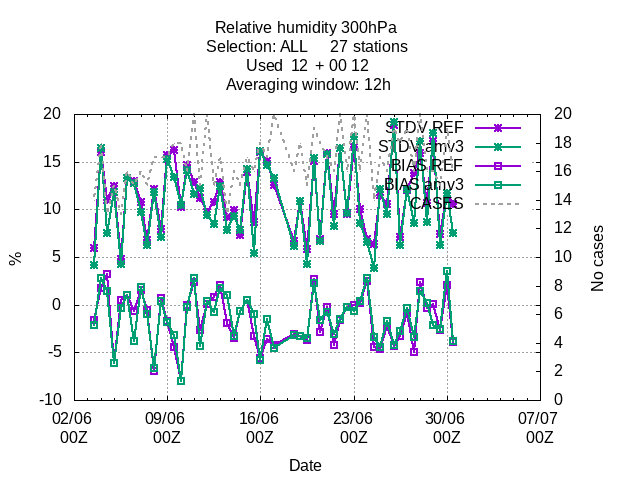 Relative humidity 300hPa
Selection: ALL 27 stations
Used 12 + 00 12
Averaging window: 12h
20
15
10
5
0
-5
-10
%
20
18
16
14
12
10
8
6
4
2
0
No cases
STDV REF
STDV amv3
BIAS REF
BIAS amv3
CASES
02/06 09/06 16/06 23/06 30/06 07/07
00Z 00Z 00Z 00Z 00Z 00Z
Date